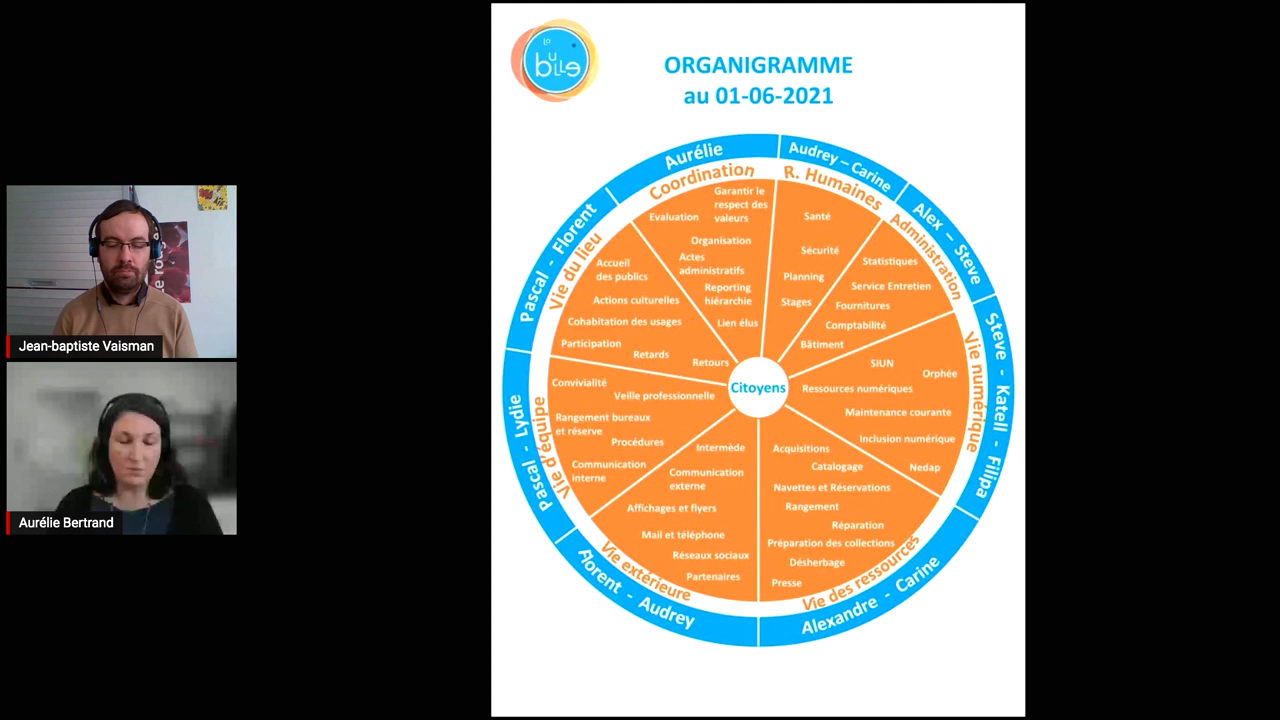 la
bulle
ORGANIGRAMME
au 01-06-2021
Jean-baptiste Vaisman
Aurélie Bertrand
Aurélie
Coordination
Garantir le
respect des
valeurs
Evaluation
Organisation
Actes
administratifs
Reporting
hiérarchie
Lien élus
Audrey – Carine
R. Humaines
Santé
Sécurité
Planning
Stages
Alex – Steve
Administration
Statistiques
Service Entretien
Fournitures
Comptabilité
Bâtiment
Steve - Katell - Filipa
Vie numérique
SIUN
Orphée
Ressources numériques
Maintenance courante
Inclusion numérique
Nedap
Alexandre - Carine
Vie des ressources
Acquisitions
Catalogage
Navettes et Réservations
Rangement
Réparation
Préparation des collections
Désherbage
Presse
Florent - Audrey
Vie extérieure
Intermède
Communication
externe
Affichages et flyers
Mail et téléphone
Réseaux sociaux
Partenaires
Pascal - Lydie
Vie d'équipe
Convivialité
Veille professionnelle
Rangement bureaux
et réserve
Procédures
Communication
interne
Pascal - Florent
Vie du lieu
Accueil
des publics
Actions culturelles
Cohabitation des usages
Participation
Retards
Retours
Citoyens